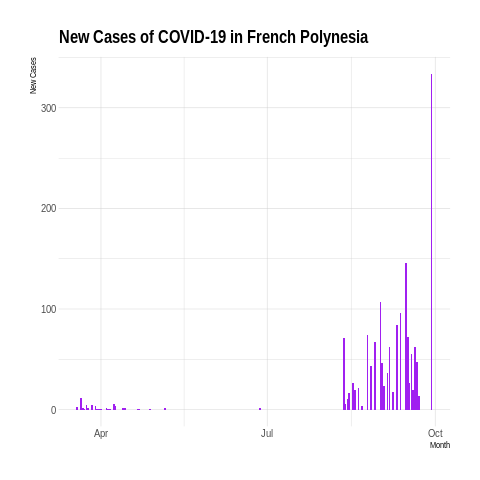 New Cases of COVID-19 in French Polynesia
New Cases
300
200
100
0
Apr Jul Oct
Month